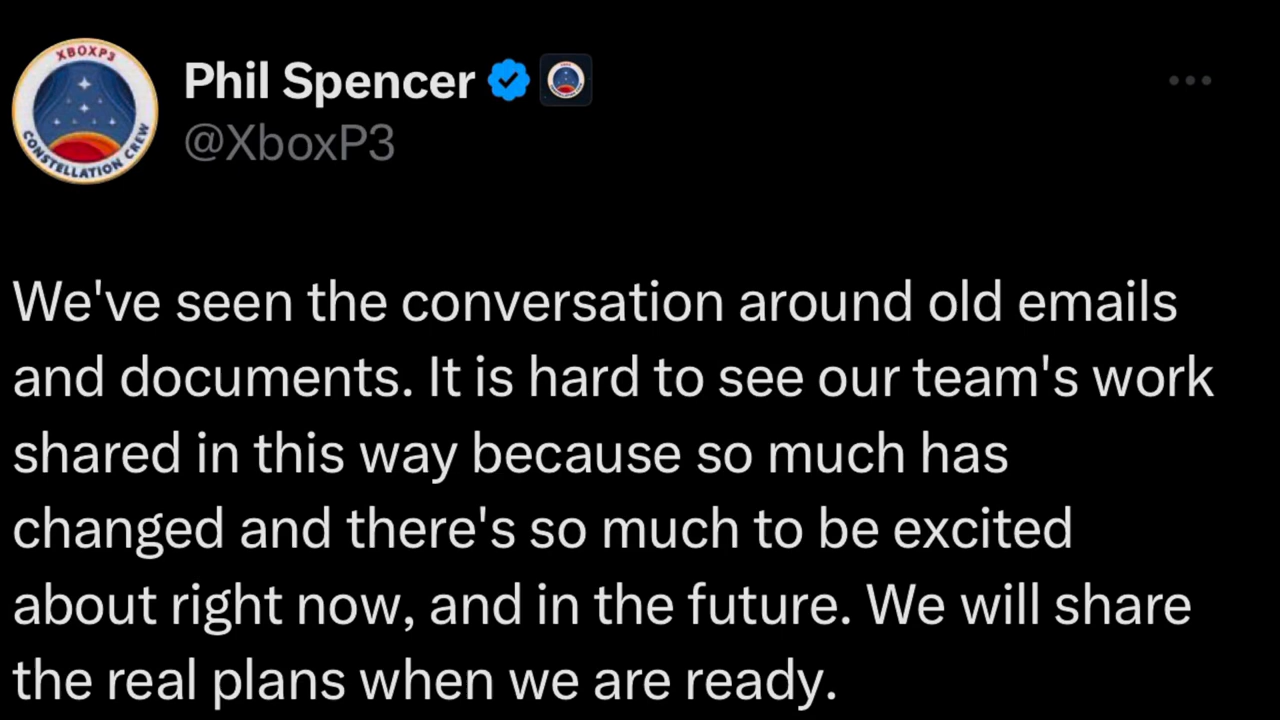 XBOXP3
CONSTELLATION CREW
Phil Spencer
@XboxP3
We've seen the conversation around old emails
and documents. It is hard to see our team's work
shared in this way because so much has
changed and there's so much to be excited
about right now, and in the future. We will share
the real plans when we are ready.